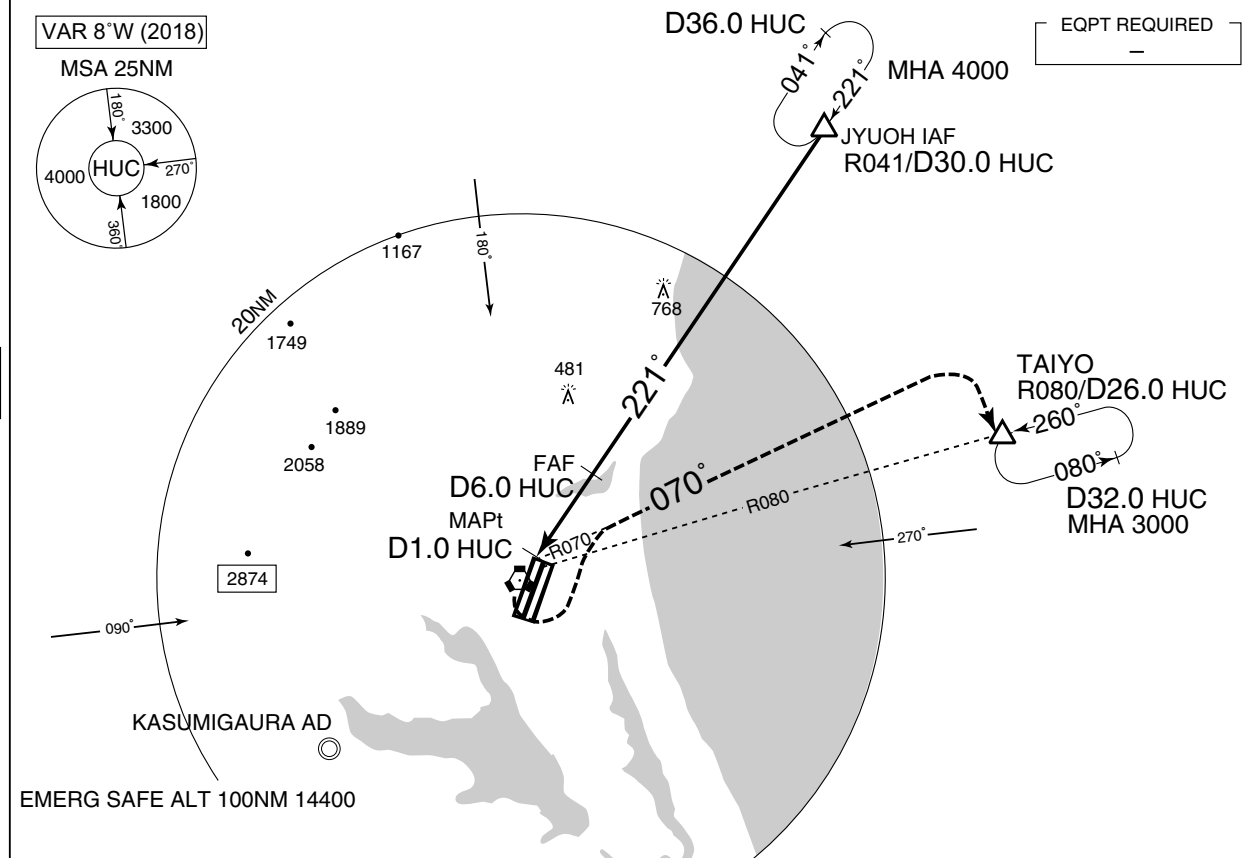 VAR 8°W (2018)
MSA 25NM
180°
3300
HUC
4000
270°
1800
360°
D36.0 HUC
EQPT REQUIRED
–
041°
221°
MHA 4000
JYUOH IAF
R041/D30.0 HUC
1167
180°
20NM
768
1749
481
221°
TAIYO
R080/D26.0 HUC
1889
260°
2058
FAF
D6.0 HUC
070°
080°
R080
D32.0 HUC
MHA 3000
MAPt
D1.0 HUC
R070
270°
2874
090°
KASUMIGAURA AD
EMERG SAFE ALT 100NM 14400